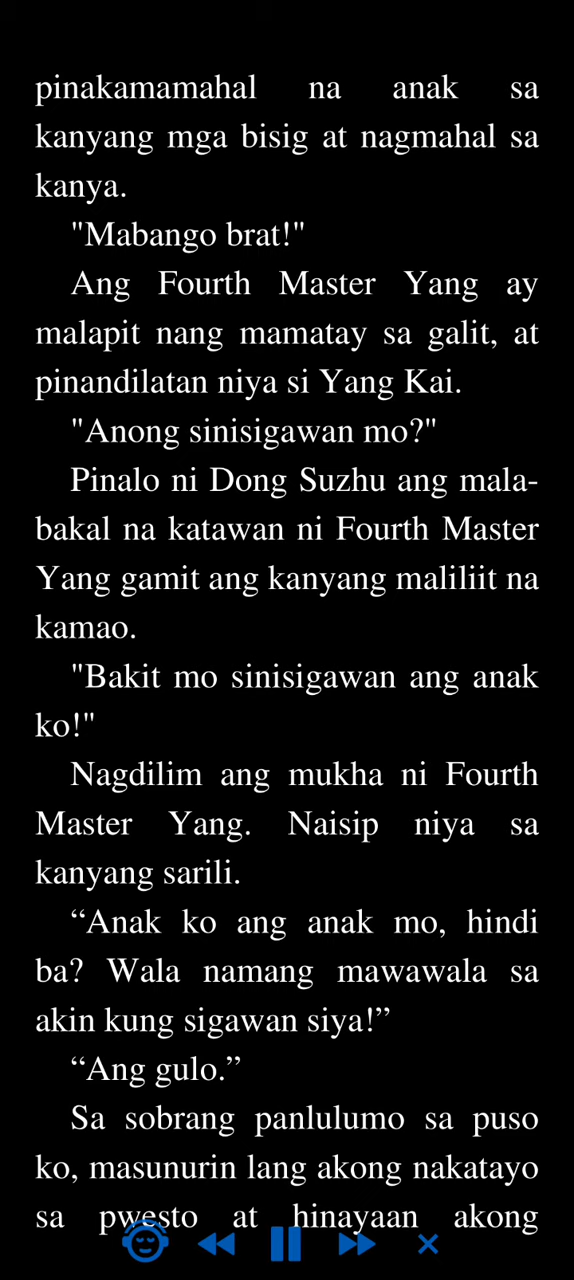 pinakamamahal na anak sa
kanyang mga bisig at nagmahal sa
kanya.
"Mabango brat!"
Ang Fourth Master Yang ay
malapit nang mamatay sa galit, at
pinandilatan niya si Yang Kai.
"Anong sinisigawan mo?"
Pinalo ni Dong Suzhu ang mala-
bakal na katawan ni Fourth Master
Yang gamit ang kanyang maliliit na
kamao.
"Bakit mo sinisigawan ang anak
ko!"
Nagdilim ang mukha ni Fourth
Master Yang. Naisip niya sa
kanyang sarili.
“Anak ko ang anak mo, hindi
ba? Wala namang mawawala sa
akin kung sigawan siya!”
“Ang gulo.”
Sa sobrang panlulumo sa puso
ko, masunurin lang akong nakatayo
sa pwesto at hinayaan akong